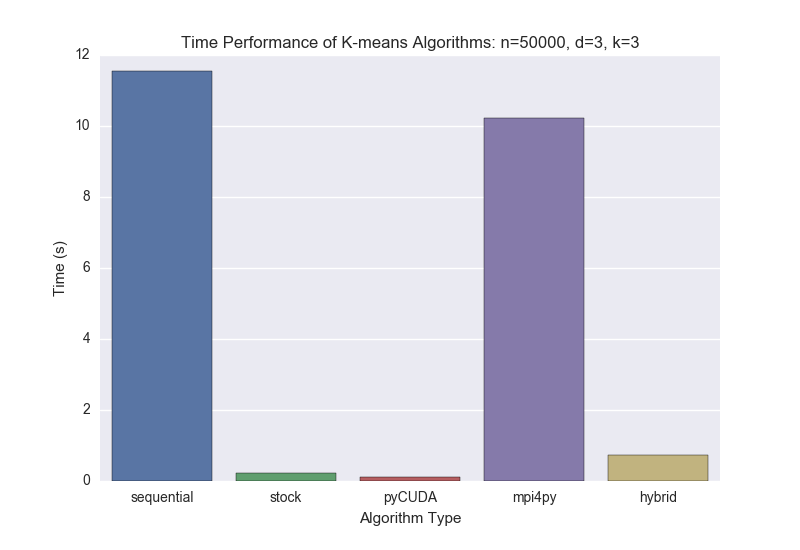 Time Performance of K-means Algorithms: n=50000, d=3, k=3
12
10
8
6
4
2
0
Time (s)
sequential stock pyCUDA mpi4py hybrid
Algorithm Type